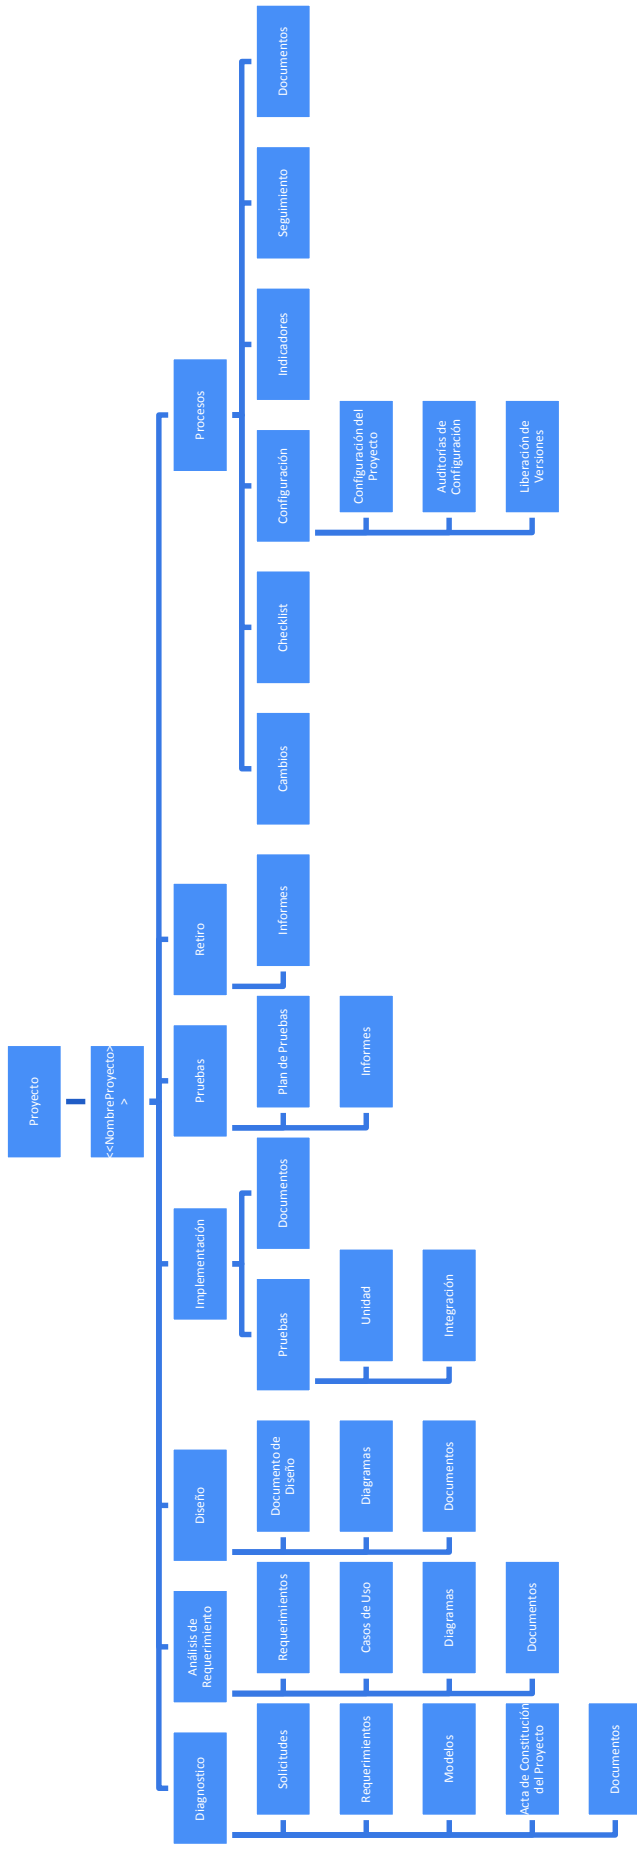 Proyecto
<<NombreProyecto>
>
Diagnostico
Análisis de
Requerimiento
Diseño
Implementación
Pruebas
Retiro
Procesos
Solicitudes
Requerimientos
Modelos
Acta de Constitución
del Proyecto
Documentos
Requerimientos
Casos de Uso
Diagramas
Documentos
Documento de
Diseño
Diagramas
Documentos
Pruebas
Unidad
Integración
Documentos
Plan de Pruebas
Informes
Informes
Cambios
Checklist
Configuración
Configuración del
Proyecto
Auditorías de
Configuración
Liberación de
Versiones
Indicadores
Seguimiento
Documentos